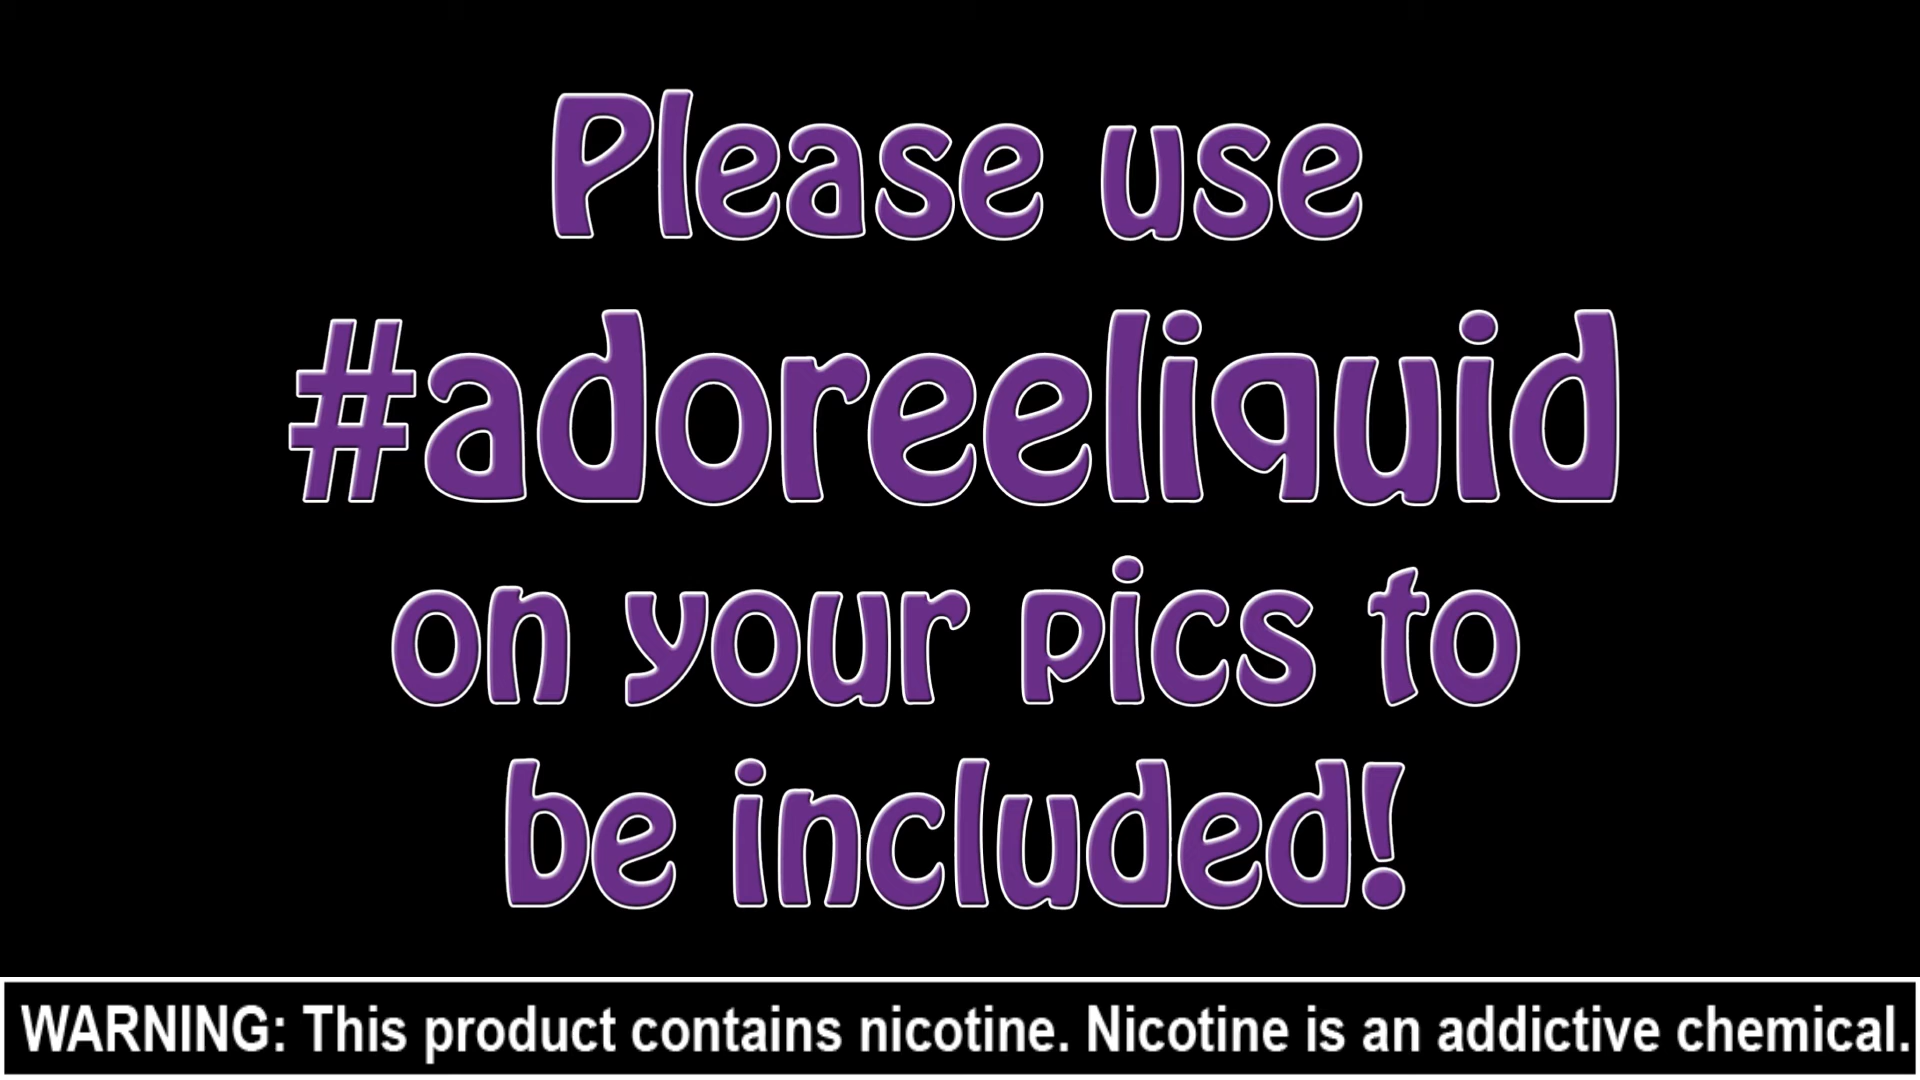 Please use
#adoreeliquid
on your pics to
be included!
WARNING: This product contains nicotine. Nicotine is an addictive chemical.